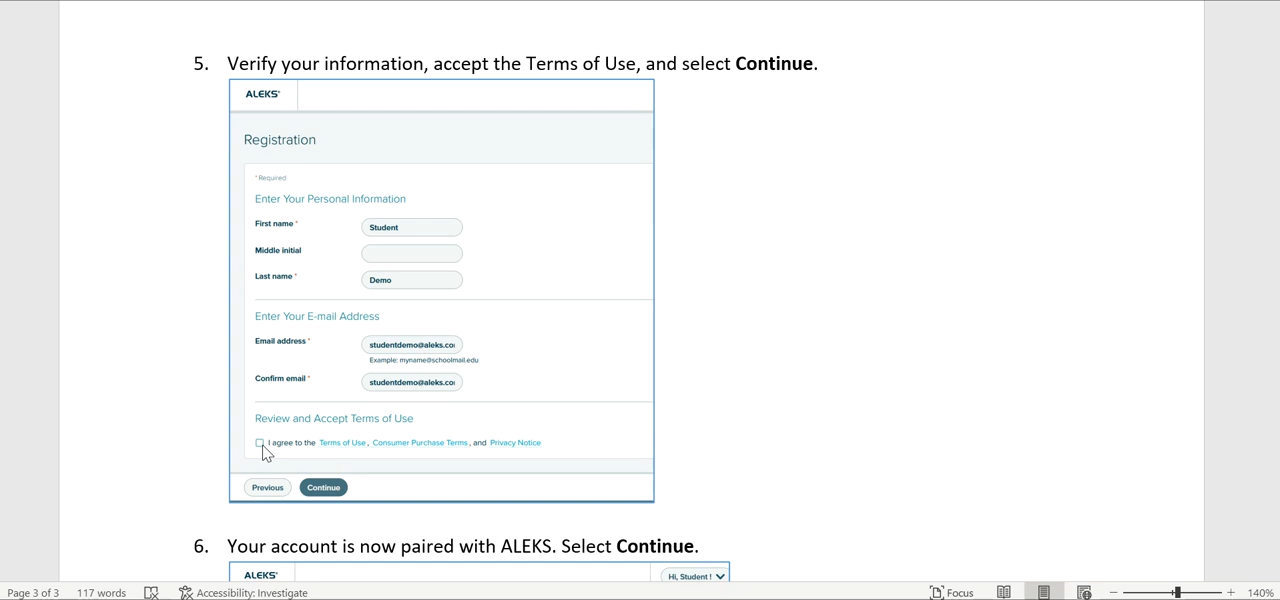 5. Verify your information, accept the Terms of Use, and select Continue.
ALEKS®
Registration
*Required
Enter Your Personal Information
First name *
Student
Middle initial
Last name *
Demo
Enter Your E-mail Address
Email address *
studentdemo@aleks.co
Example: myname@schoolmail.edu
Confirm email *
studentdemo@aleks.co
Review and Accept Terms of Use
I agree to the Terms of Use, Consumer Purchase Terms, and Privacy Notice
Previous Continue
6. Your account is now paired with ALEKS. Select Continue.
ALEKS® Hi, Student !
Page 3 of 3 117 words Accessibility: Investigate Focus 140%